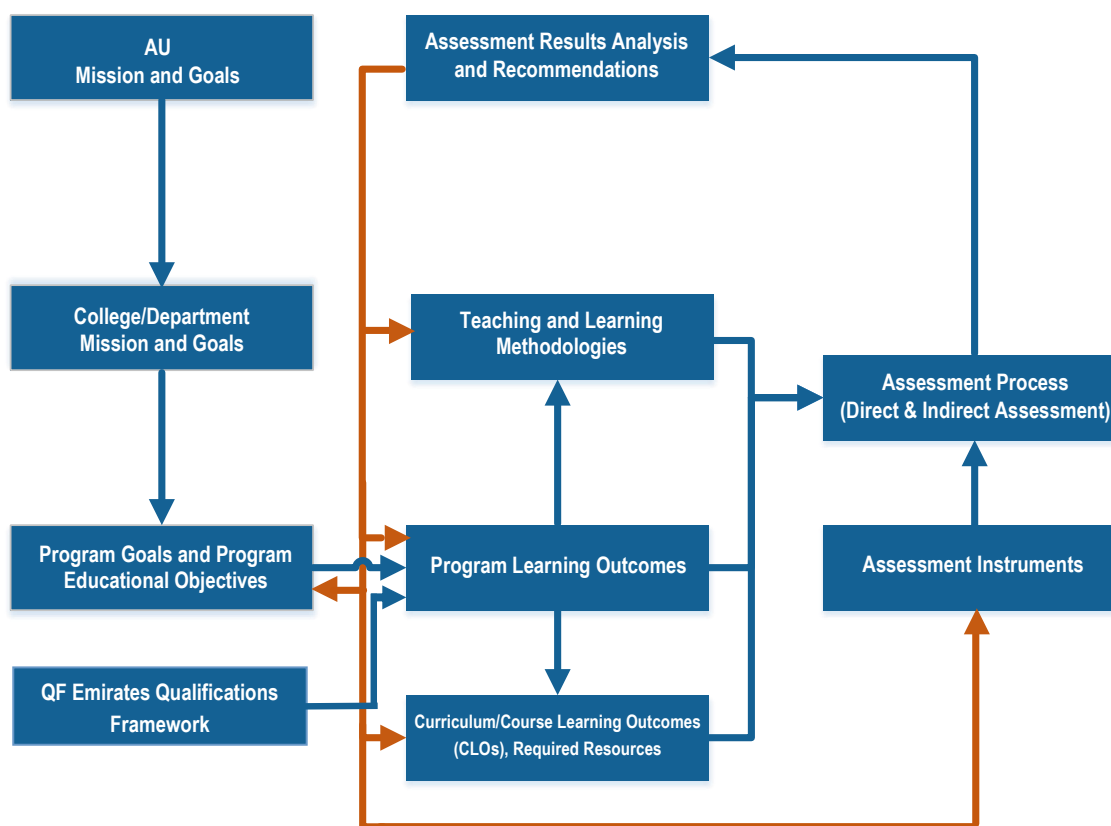 AU
Mission and Goals
Assessment Results Analysis
and Recommendations
College/Department
Mission and Goals
Teaching and Learning
Methodologies
Assessment Process
(Direct & Indirect Assessment)
Program Goals and Program
Educational Objectives
Program Learning Outcomes
Assessment Instruments
QF Emirates Qualifications
Framework
Curriculum/Course Learning Outcomes
(CLOs), Required Resources